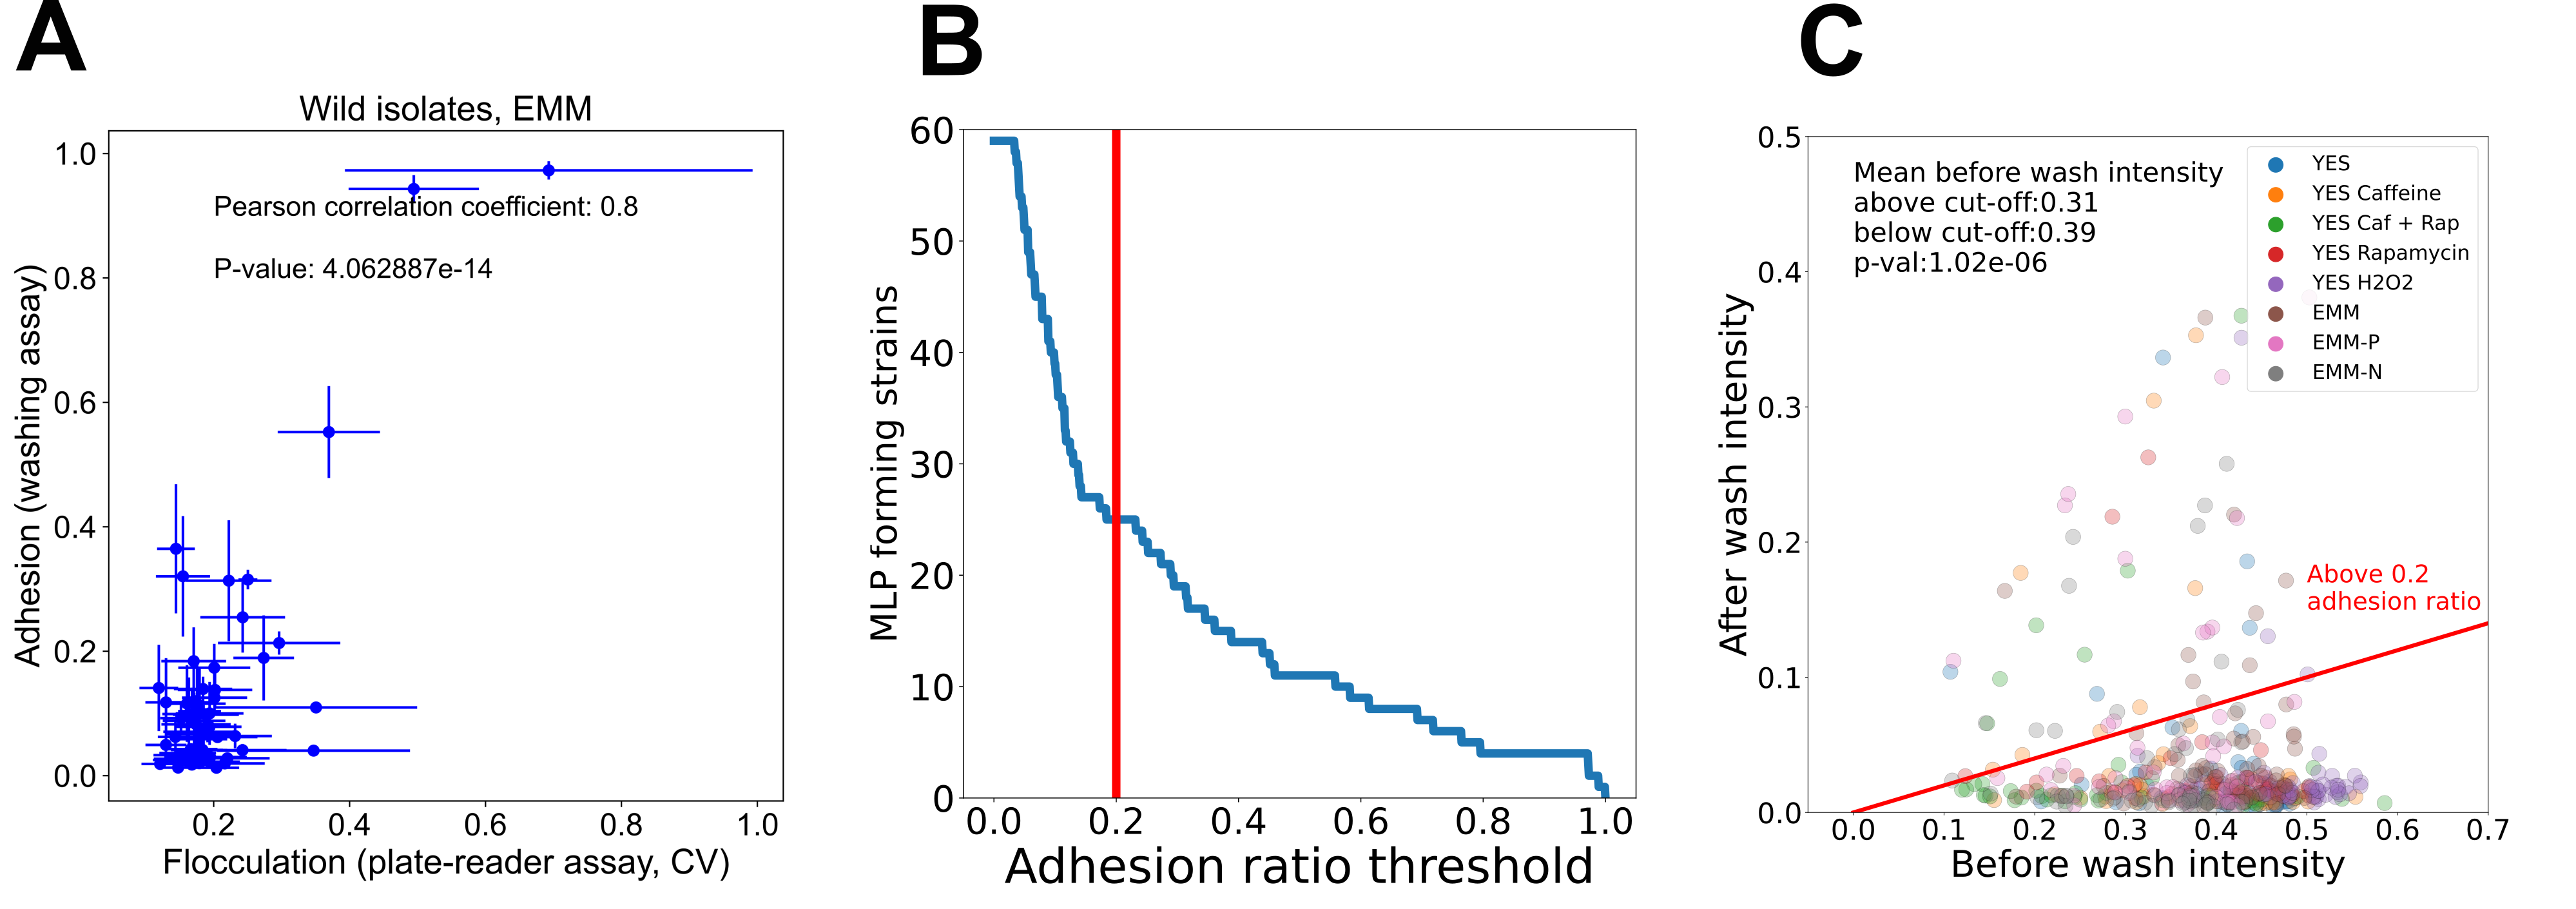 A
Wild isolates, EMM
1.0
0.8
0.6
0.4
0.2
0.0
Adhesion (washing assay)
Pearson correlation coefficient: 0.8
P-value: 4.062887e-14
0.2
0.4
0.6
0.8
1.0
Flocculation (plate-reader assay, CV)
B
60
50
40
30
20
10
0
MLP forming strains
0.0
0.2
0.4
0.6
0.8
1.0
Adhesion ratio threshold
C
0.5
0.4
0.3
0.2
0.1
0.0
After wash intensity
Mean before wash intensity
above cut-off:0.31
below cut-off:0.39
p-val:1.02e-06
YES
YES Caffeine
YES Caf + Rap
YES Rapamycin
YES H2O2
EMM
EMM-P
EMM-N
Above 0.2
adhesion ratio
0.0
0.1
0.2
0.3
0.4
0.5
0.6
0.7
Before wash intensity